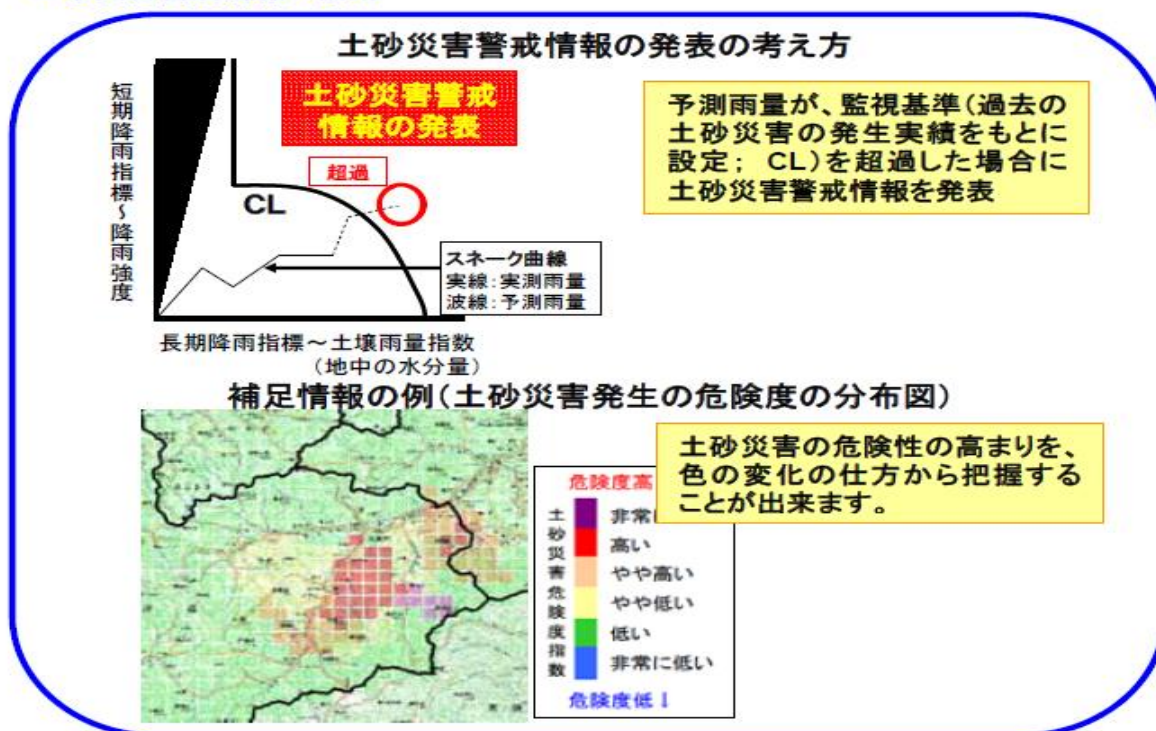 土砂災害警戒情報の発表の考え方
短期降雨指標～降雨強度
土砂災害警戒
情報の発表
超過
CL
スネーク曲線
実線：実測雨量
波線：予測雨量
長期降雨指標～土壌雨量指数
（地中の水分量）
予測雨量が、監視基準（過去の
土砂災害の発生実績をもとに
設定； CL）を超過した場合に
土砂災害警戒情報を発表
補足情報の例（土砂災害発生の危険度の分布図）
土砂災害の危険性の高まりを、
色の変化の仕方から把握する
ことが出来ます。
危険度高
土砂災害危険度指数
非常に
高い
やや高い
やや低い
低い
非常に低い
危険度低↓